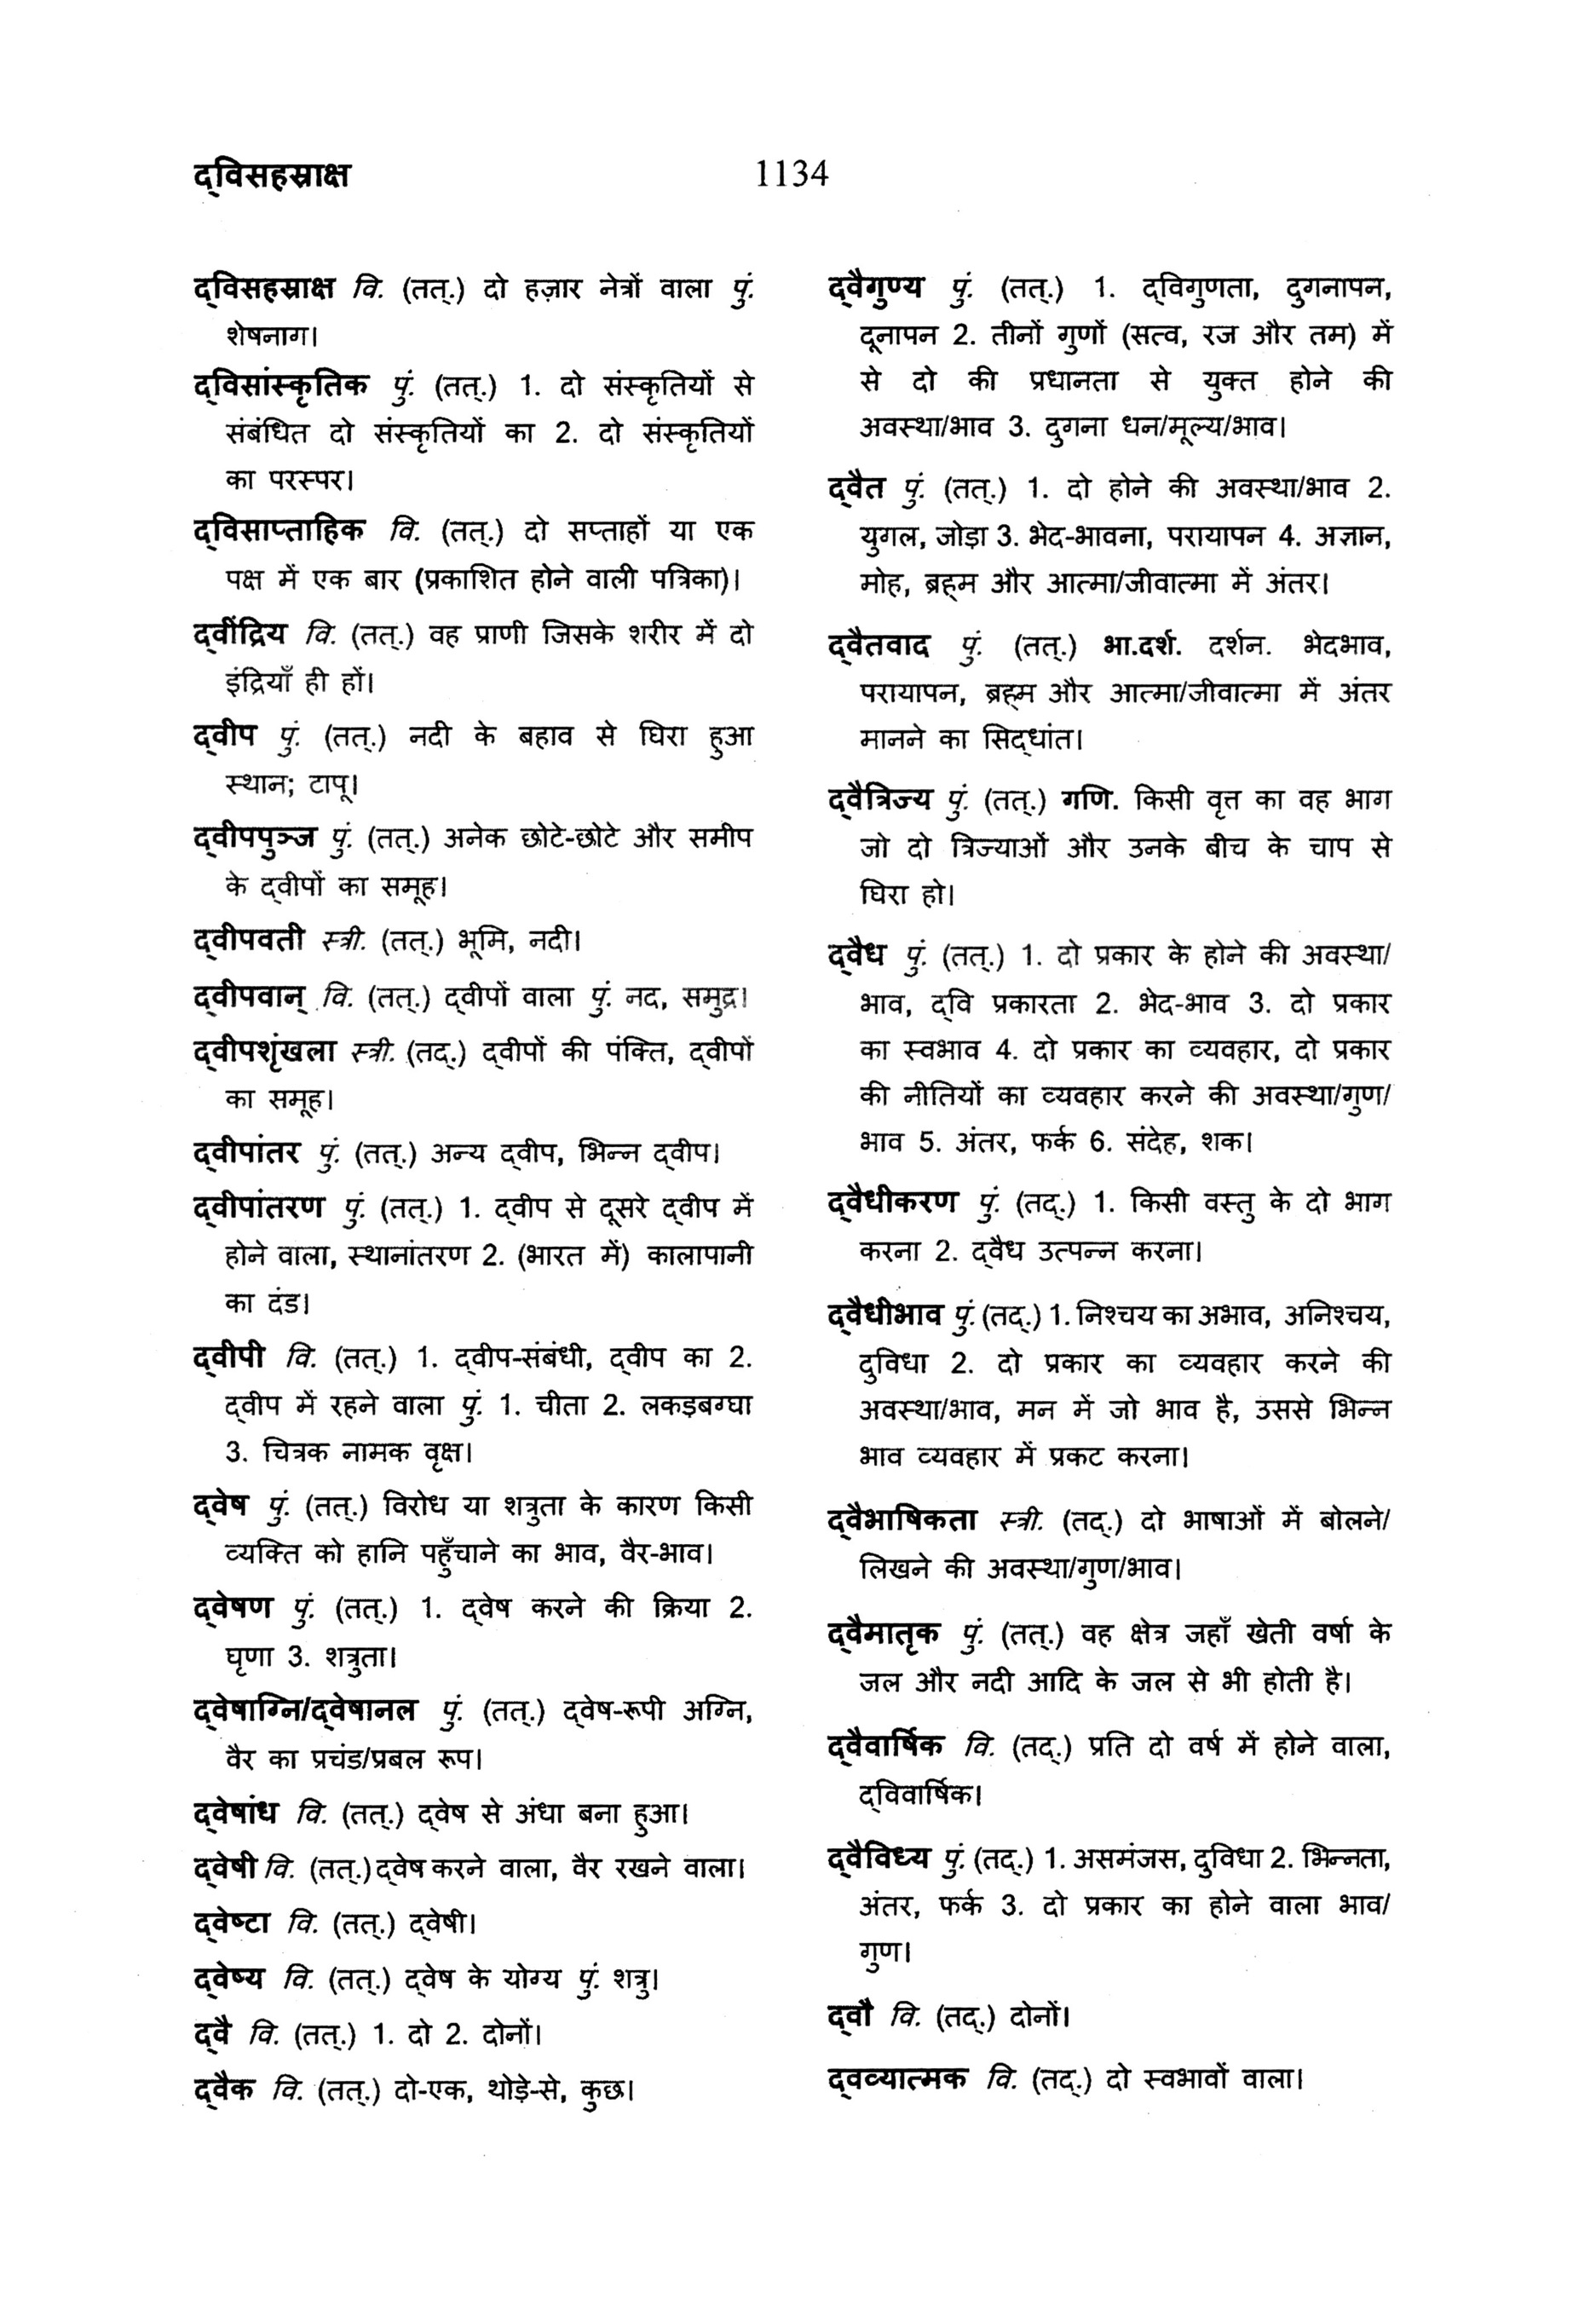 द्‌विसहस्राक्ष
1134
द्‌विसहस्राक्ष वि. (तत्.) दो हज़ार नेत्रों वाला पुं.
शेषनाग।
द्‌विसांस्कृतिक पुं. (तत्.) 1. दो संस्कृतियों से
संबंधित दो संस्कृतियों का 2. दो संस्कृतियों
का परस्पर।
द्‌विसाप्ताहिक वि. (तत्.) दो सप्ताहों या एक
पक्ष में एक बार (प्रकाशित होने वाली पत्रिका)।
द्‌वींद्रिय वि. (तत्.) वह प्राणी जिसके शरीर में दो
इंद्रियाँ ही हों।
द्‌वीप पुं. (तत्.) नदी के बहाव से घिरा हुआ
स्थान; टापू।
द्‌वीपपुञ्ज पुं. (तत्.) अनेक छोटे-छोटे और समीप
के द्‌वीपों का समूह।
द्‌वीपवती स्त्री. (तत्.) भूमि, नदी।
द्‌वीपवान् वि. (तत्.) द्‌वीपों वाला पुं. नद, समुद्र।
द्‌वीपशृंखला स्त्री. (तद्.) द्‌वीपों की पंक्ति, द्‌वीपों
का समूह।
द्‌वीपांतर पुं. (तत्.) अन्य द्‌वीप, भिन्न द्‌वीप।
द्‌वीपांतरण पुं. (तत्.) 1. द्‌वीप से दूसरे द्‌वीप में
होने वाला, स्थानांतरण 2. (भारत में) कालापानी
का दंड।
द्‌वीपी वि. (तत्.) 1. द्‌वीप-संबंधी, द्‌वीप का 2.
द्‌वीप में रहने वाला पुं. 1. चीता 2. लकड़बग्घा
3. चित्रक नामक वृक्ष।
द्‌वेष पुं. (तत्.) विरोध या शत्रुता के कारण किसी
व्यक्ति को हानि पहुँचाने का भाव, वैर-भाव।
द्‌वेषण पुं. (तत्.) 1. द्‌वेष करने की क्रिया 2.
घृणा 3. शत्रुता।
द्‌वेषाग्नि/द्‌वेषानल पुं. (तत्.) द्‌वेष-रूपी अग्नि,
वैर का प्रचंड/प्रबल रूप।
द्‌वेषांध वि. (तत्.) द्‌वेष से अंधा बना हुआ।
द्‌वेषी वि. (तत्.) द्‌वेष करने वाला, वैर रखने वाला।
द्‌वेष्टा वि. (तत्.) द्‌वेषी।
द्‌वेष्य वि. (तत्.) द्‌वेष के योग्य पुं. शत्रु।
द्‌वै वि. (तत्.) 1. दो 2. दोनों।
द्‌वैक वि. (तत्.) दो-एक, थोड़े-से, कुछ।
द्‌वैगुण्य पुं. (तत्.) 1. द्‌विगुणता, दुगनापन,
दूनापन 2. तीनों गुणों (सत्व, रज और तम) में
से दो की प्रधानता से युक्त होने की
अवस्था/भाव 3. दुगना धन/मूल्य/भाव।
द्‌वैत पुं. (तत्.) 1. दो होने की अवस्था/भाव 2.
युगल, जोड़ा 3. भेद-भावना, परायापन 4. अज्ञान,
मोह, ब्रह्‌म और आत्मा/जीवात्मा में अंतर।
द्‌वैतवाद पुं. (तत्.) भा.दर्श. दर्शन. भेदभाव,
परायापन, ब्रह्‌म और आत्मा/जीवात्मा में अंतर
मानने का सिद्‌धांत।
द्‌वैत्रिज्य पुं. (तत्.) गणि. किसी वृत्त का वह भाग
जो दो त्रिज्याओं और उनके बीच के चाप से
घिरा हो।
द्‌वैध पुं. (तत्.) 1. दो प्रकार के होने की अवस्था/
भाव, द्‌वि प्रकारता 2. भेद-भाव 3. दो प्रकार
का स्वभाव 4. दो प्रकार का व्यवहार, दो प्रकार
की नीतियों का व्यवहार करने की अवस्था/गुण/
भाव 5. अंतर, फर्क 6. संदेह, शक।
द्‌वैधीकरण पुं. (तद्.) 1. किसी वस्तु के दो भाग
करना 2. द्‌वैध उत्पन्न करना।
द्‌वैधीभाव पुं. (तद्.) 1. निश्चय का अभाव, अनिश्चय,
दुविधा 2. दो प्रकार का व्यवहार करने की
अवस्था/भाव, मन में जो भाव है, उससे भिन्न
भाव व्यवहार में प्रकट करना।
द्‌वैभाषिकता स्त्री. (तद्.) दो भाषाओं में बोलने/
लिखने की अवस्था/गुण/भाव।
द्‌वैमातृक पुं. (तत्.) वह क्षेत्र जहाँ खेती वर्षा के
जल और नदी आदि के जल से भी होती है।
द्‌वैवार्षिक वि. (तद्.) प्रति दो वर्ष में होने वाला,
द्‌विवार्षिक।
द्‌वैविध्य पुं. (तद्.) 1. असमंजस, दुविधा 2. भिन्नता,
अंतर, फर्क 3. दो प्रकार का होने वाला भाव/
गुण।
द्‌वौ वि. (तद्.) दोनों।
द्‌वव्यात्मक वि. (तद्.) दो स्वभावों वाला।